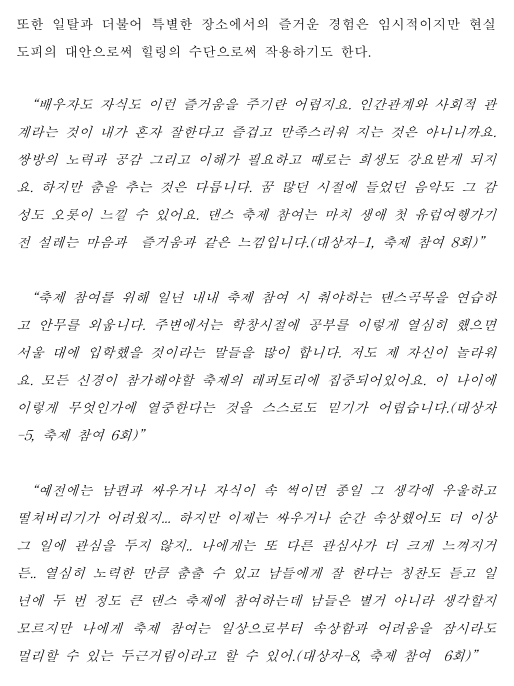 또한 일탈과 더불어 특별한 장소에서의 즐거운 경험은 임시적이지만 현실
도피의 대안으로써 힐링의 수단으로써 작용하기도 한다.
“배우자도 자식도 이런 즐거움을 주기란 어렵지요. 인간관계와 사회적 관
계라는 것이 내가 혼자 잘한다고 즐겁고 만족스러워 지는 것은 아니니까요.
쌍방의 노력과 공감 그리고 이해가 필요하고 때로는 희생도 강요받게 되지
요. 하지만 춤을 추는 것은 다릅니다. 꿈 많던 시절에 들었던 음악도 그 감
성도 오롯이 느낄 수 있어요. 댄스 축제 참여는 마치 생애 첫 유럽여행가기
전 설레는 마음과  즐거움과 같은 느낌입니다.(대상자-1, 축제 참여 8회)”
“축제 참여를 위해 일년 내내 축제 참여 시 춰야하는 댄스곡목을 연습하
고 안무를 외웁니다. 주변에서는 학창시절에 공부를 이렇게 열심히 했으면
서울 대에 입학했을 것이라는 말들을 많이 합니다. 저도 제 자신이 놀라워
요. 모든 신경이 참가해야할 축제의 레퍼토리에 집중되어있어요. 이 나이에
이렇게 무엇인가에 열중한다는 것을 스스로도 믿기가 어렵습니다.(대상자
-5, 축제 참여 6회)”
“예전에는 남편과 싸우거나 자식이 속 썩이면 종일 그 생각에 우울하고
떨쳐버리기가 어려웠지... 하지만 이제는 싸우거나 순간 속상했어도 더 이상
그 일에 관심을 두지 않지.. 나에게는 또 다른 관심사가 더 크게 느껴지거
든.. 열심히 노력한 만큼 춤출 수 있고 남들에게 잘 한다는 칭찬도 듣고 일
년에 두 번 정도 큰 댄스 축제에 참여하는데 남들은 별거 아니라 생각할지
모르지만 나에게 축제 참여는 일상으로부터 속상함과 어려움을 잠시라도
멀리할 수 있는 두근거림이라고 할 수 있어.(대상자-8, 축제 참여  6회)”